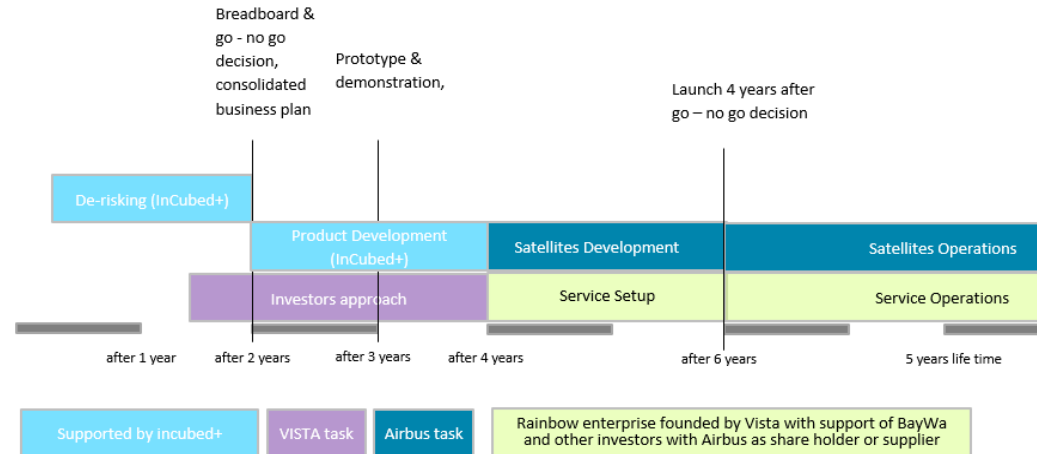 Breadboard &
go - no go
decision,
consolidated
business plan
Prototype &
demonstration,
Launch 4 years after
go – no go decision
De-risking (InCubed+)
Product Development
(InCubed+)
Satellites Development
Satellites Operations
Investors approach
Service Setup
Service Operations
after 1 year
after 2 years
after 3 years
after 4 years
after 6 years
5 years life time
Supported by incubed+
VISTA task
Airbus task
Rainbow enterprise founded by Vista with support of BayWa
and other investors with Airbus as share holder or supplier